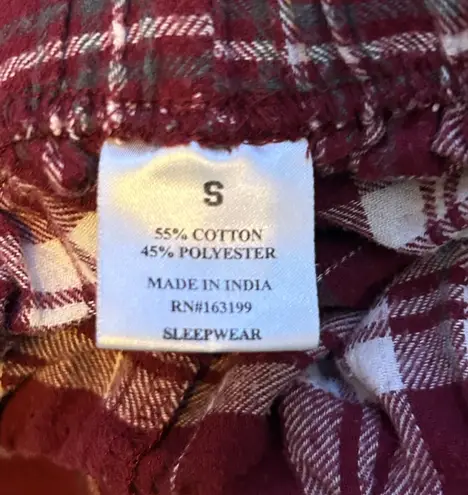 S
55% COTTON
45% POLYESTER
MADE IN INDIA
RN#163199
SLEEPWEAR